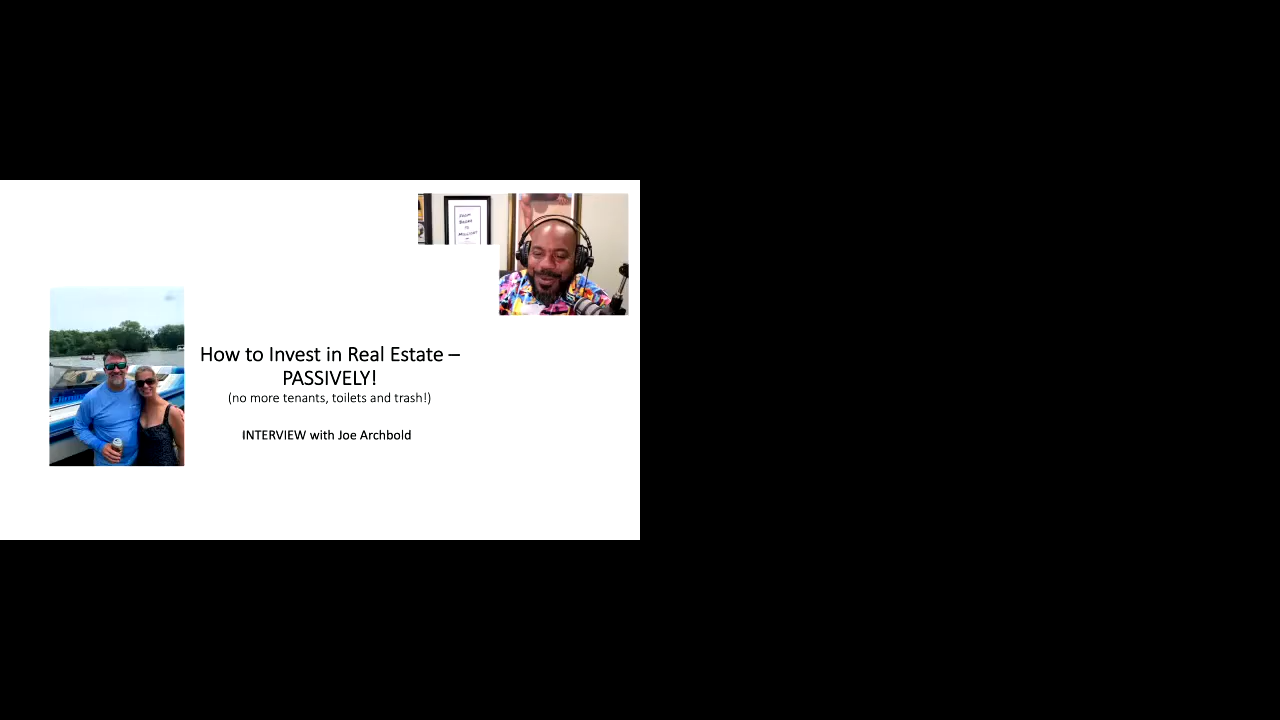 How to Invest in Real Estate –
PASSIVELY!
(no more tenants, toilets and trash!)
INTERVIEW with Joe Archbold